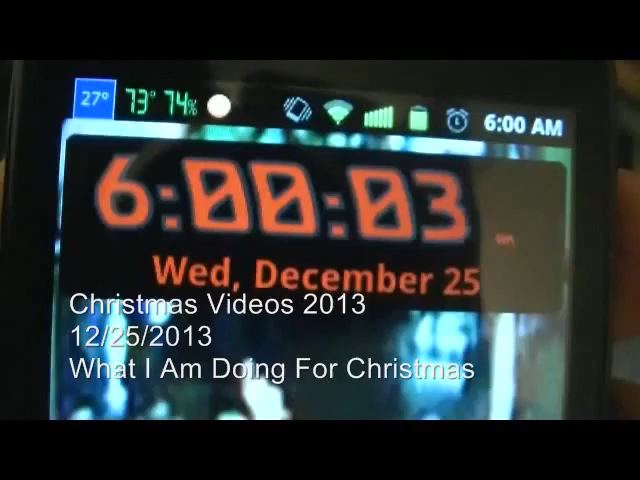 27° 73° 74% 6:00 AM
6:00:03
Wed, December 25
Christmas Videos 2013
12/25/2013
What I Am Doing For Christmas